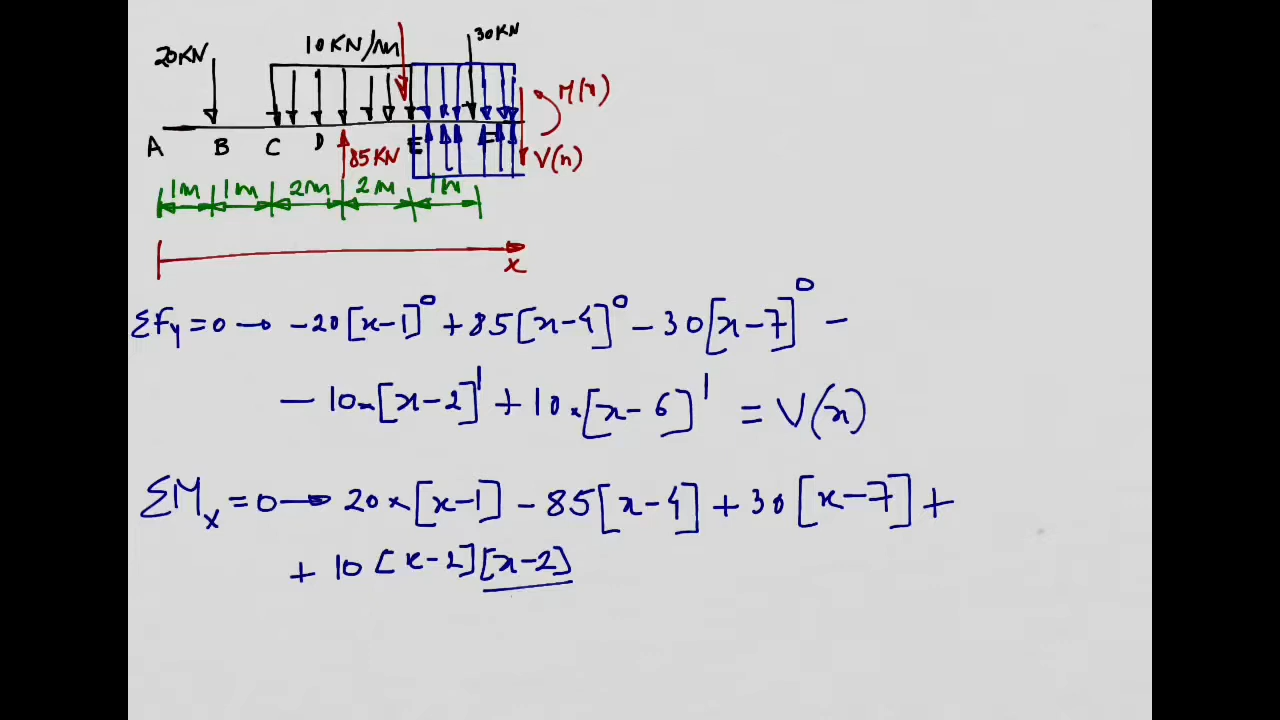 30KN
20KN 10KN/m
M(x)
A B C D 85KN E F V(x)
1m 1m 2m 2m 1m
x
ΣFy = 0 → -20[x-1]^0 + 85[x-4]^0 - 30[x-7]^0 -
- 10×[x-2]^1 + 10×[x-6]^1 = V(x)
ΣMx = 0 → 20×[x-1] - 85[x-4] + 30[x-7] +
+ 10[x-2][x-2]